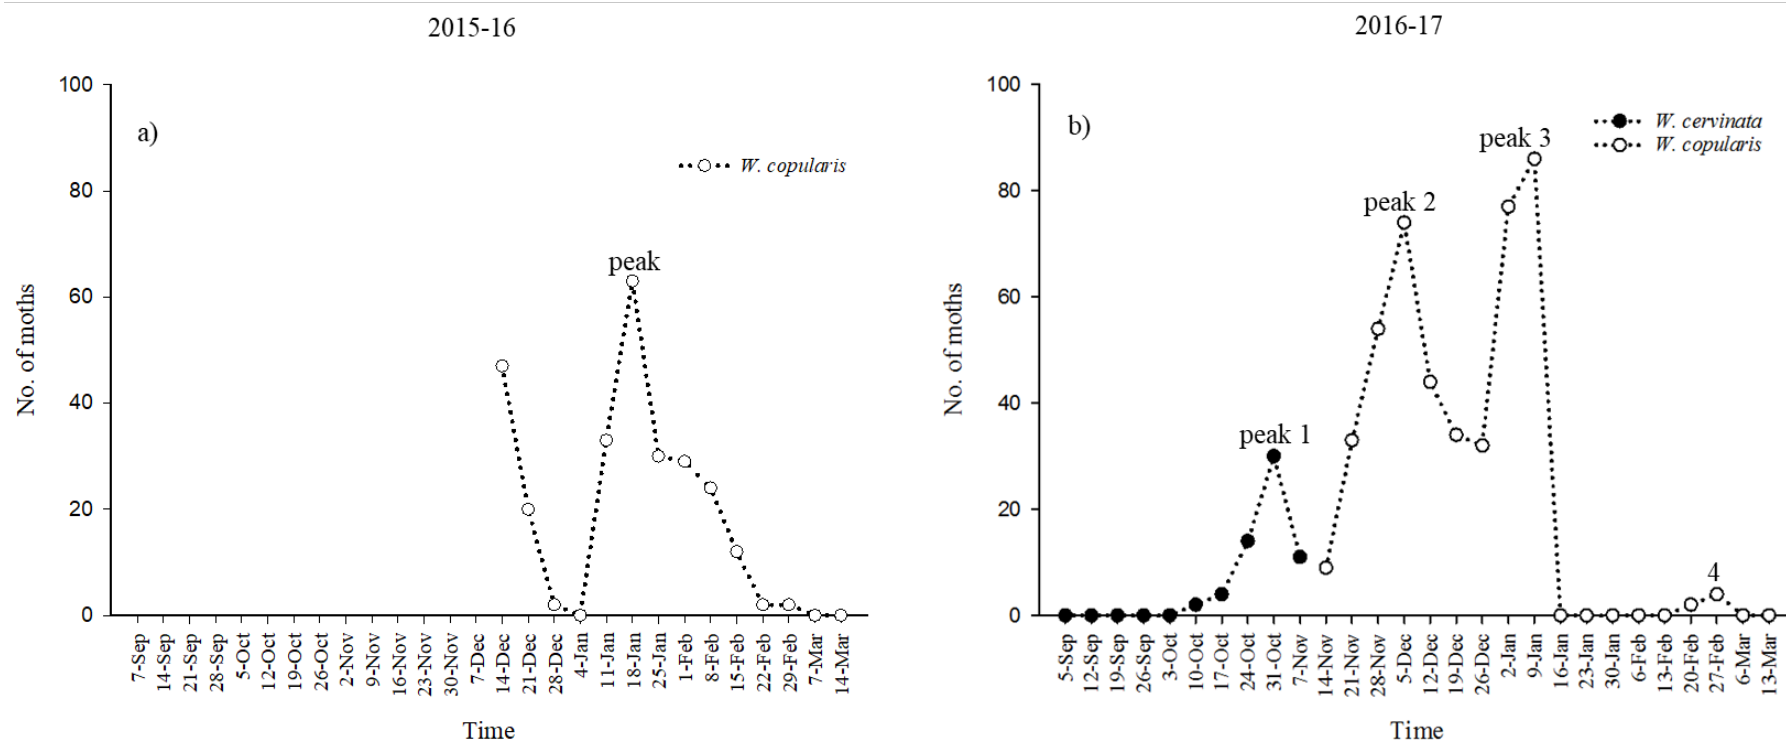 2015-16
2016-17
a)
W. copularis
peak
100
80
60
40
20
0
No. of moths
7-Sep
14-Sep
21-Sep
28-Sep
5-Oct
12-Oct
19-Oct
26-Oct
2-Nov
9-Nov
16-Nov
23-Nov
30-Nov
7-Dec
14-Dec
21-Dec
28-Dec
4-Jan
11-Jan
18-Jan
25-Jan
1-Feb
8-Feb
15-Feb
22-Feb
29-Feb
7-Mar
14-Mar
Time
b)
W. cervinata
W. copularis
peak 1
peak 2
peak 3
4
100
80
60
40
20
0
No. of moths
5-Sep
12-Sep
19-Sep
26-Sep
3-Oct
10-Oct
17-Oct
24-Oct
31-Oct
7-Nov
14-Nov
21-Nov
28-Nov
5-Dec
12-Dec
19-Dec
26-Dec
2-Jan
9-Jan
16-Jan
23-Jan
30-Jan
6-Feb
13-Feb
20-Feb
27-Feb
6-Mar
13-Mar
Time